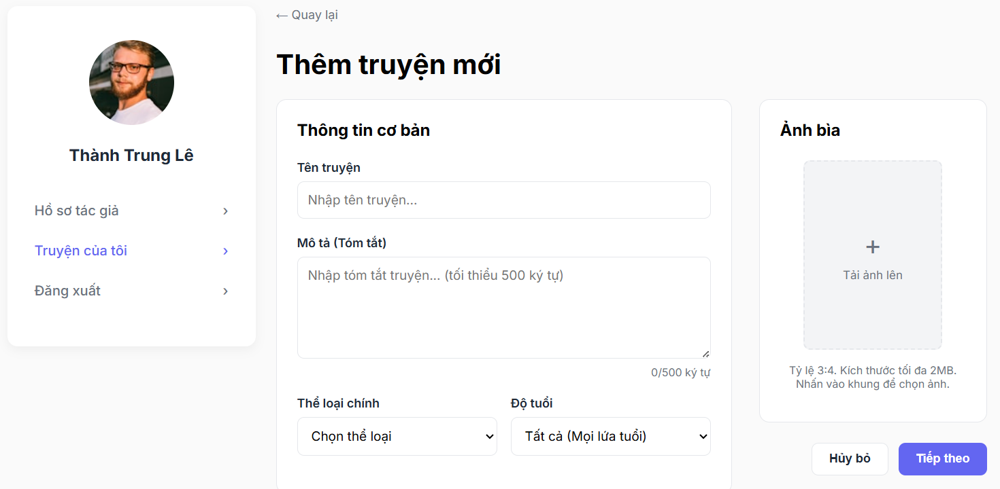 Thành Trung Lê
Hồ sơ tác giả ›
Truyện của tôi ›
Đăng xuất ›
← Quay lại
Thêm truyện mới
Thông tin cơ bản
Tên truyện
Nhập tên truyện...
Mô tả (Tóm tắt)
Nhập tóm tắt truyện... (tối thiểu 500 ký tự)
0/500 ký tự
Thể loại chính
Chọn thể loại
Độ tuổi
Tất cả (Mọi lứa tuổi)
Ảnh bìa
+
Tải ảnh lên
Tỷ lệ 3:4. Kích thước tối đa 2MB.
Nhấn vào khung để chọn ảnh.
Hủy bỏ
Tiếp theo